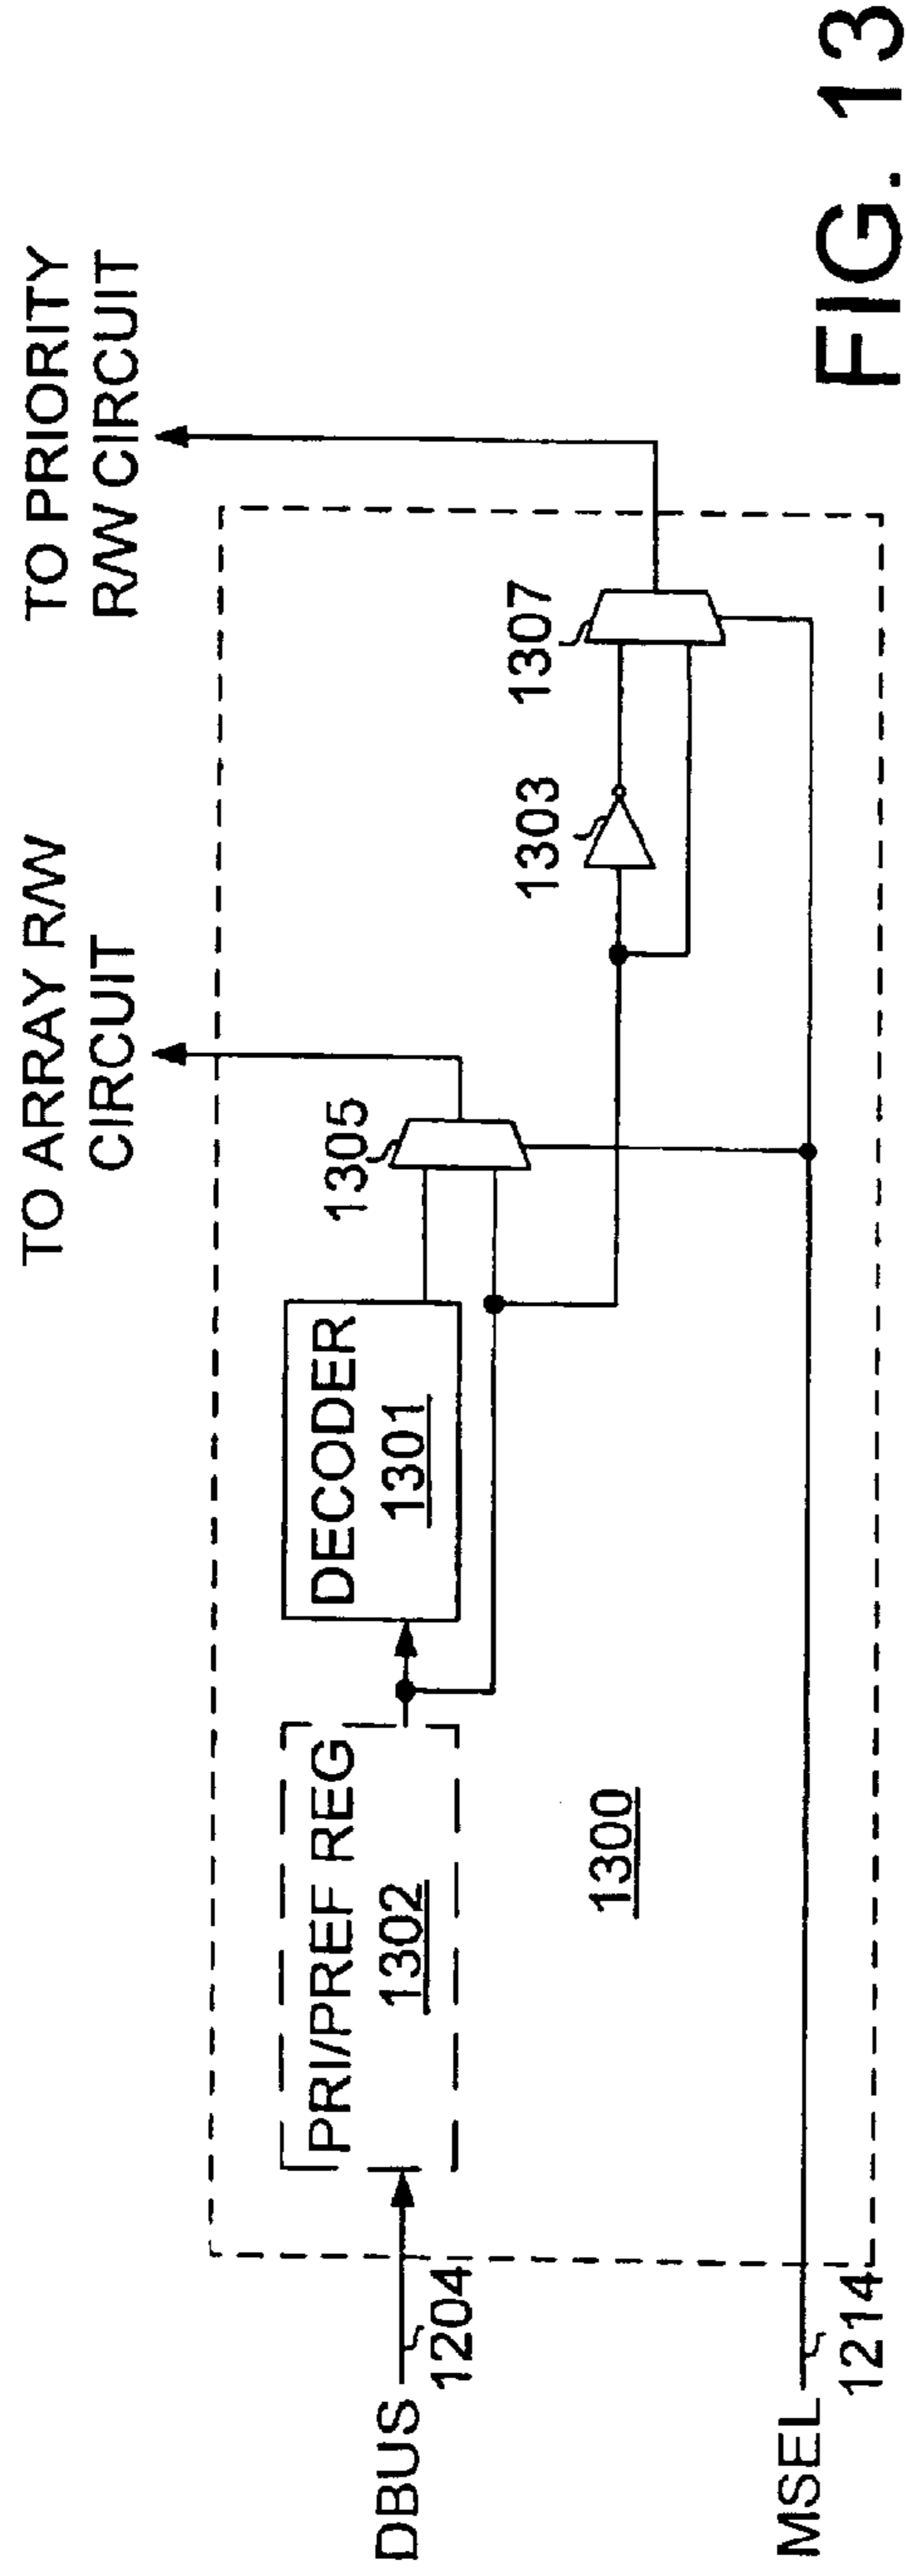 TO ARRAY R/W
CIRCUIT
TO PRIORITY
R/W CIRCUIT
DBUS
1204
PRI/PREF REG
1302
DECODER
1301
1305
1303
1307
1300
MSEL
1214
FIG. 13